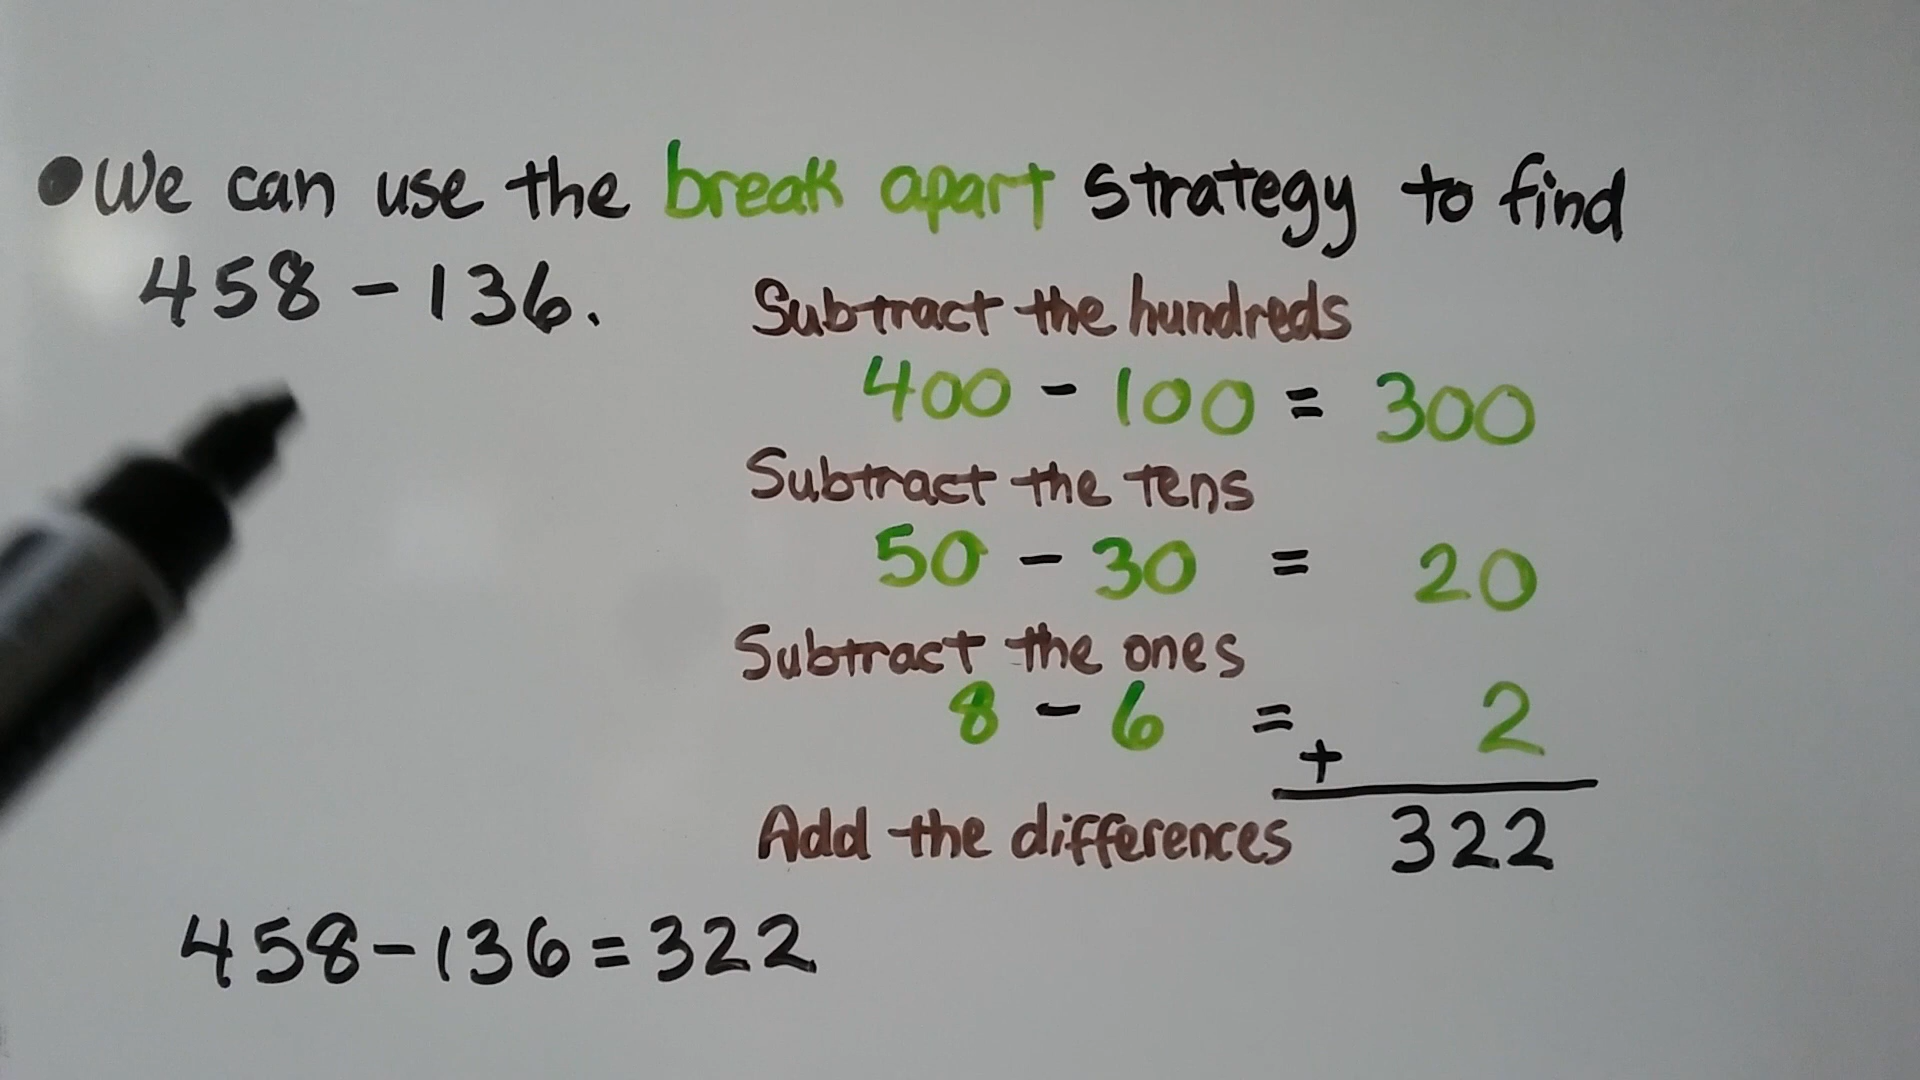 ●We can use the break apart strategy to find
458 - 136.
Subtract the hundreds
400 - 100 = 300
Subtract the tens
50 - 30 = 20
Subtract the ones
8 - 6 = + 2
Add the differences 322
458-136=322